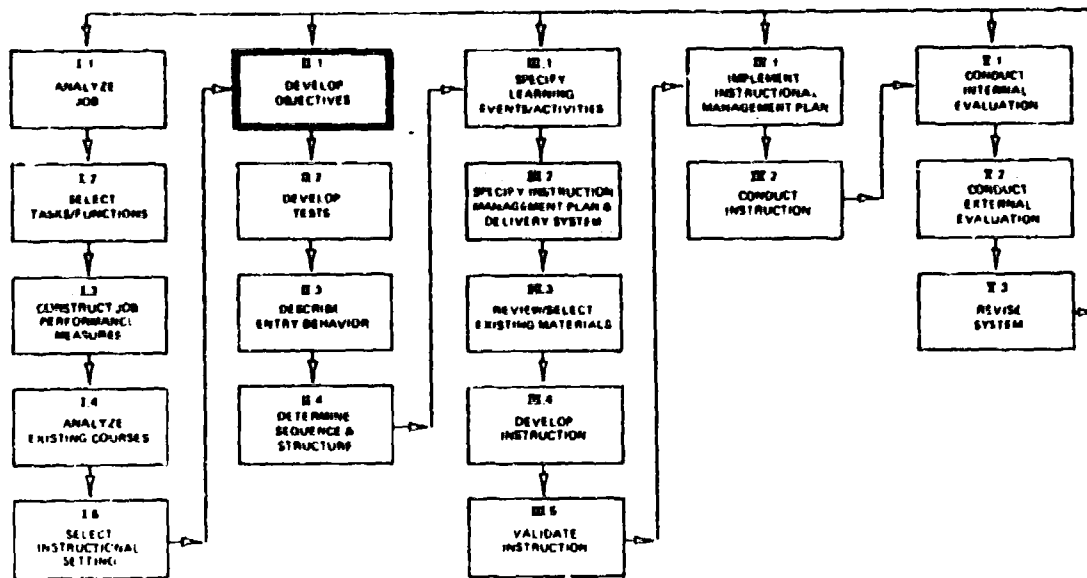 I.1
ANALYZE
JOB
I.2
SELECT
TASKS/FUNCTIONS
I.3
CONSTRUCT JOB
PERFORMANCE
MEASURES
I.4
ANALYZE
EXISTING COURSES
I.5
SELECT
INSTRUCTIONAL
SETTING
II.1
DEVELOP
OBJECTIVES
II.2
DEVELOP
TESTS
II.3
DESCRIBE
ENTRY BEHAVIOR
II.4
DETERMINE
SEQUENCE &
STRUCTURE
III.1
SPECIFY
LEARNING
EVENTS/ACTIVITIES
III.2
SPECIFY INSTRUCTION
MANAGEMENT PLAN &
DELIVERY SYSTEM
III.3
REVIEW/SELECT
EXISTING MATERIALS
III.4
DEVELOP
INSTRUCTION
III.5
VALIDATE
INSTRUCTION
IV.1
IMPLEMENT
INSTRUCTIONAL
MANAGEMENT PLAN
IV.2
CONDUCT
INSTRUCTION
V.1
CONDUCT
INTERNAL
EVALUATION
V.2
CONDUCT
EXTERNAL
EVALUATION
V.3
REVISE
SYSTEM